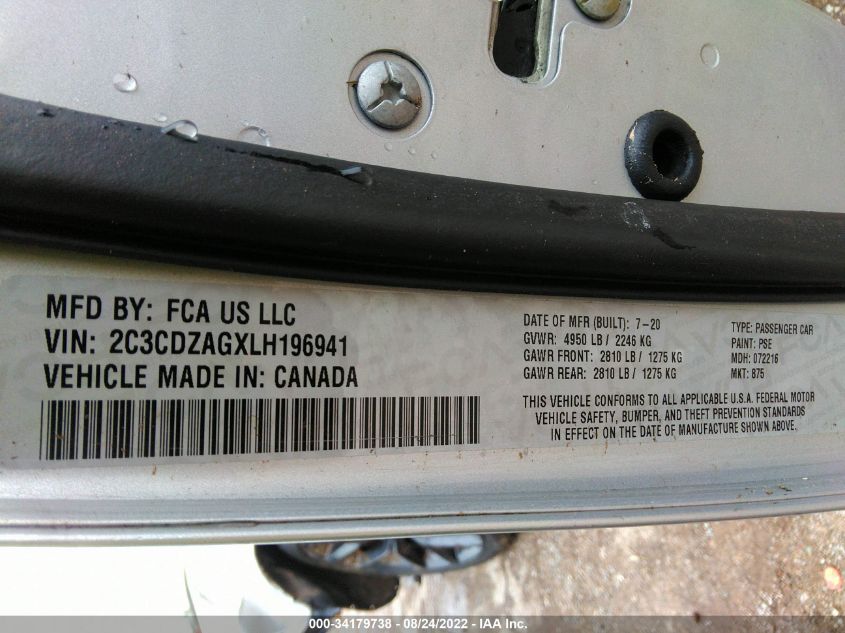 MFD BY: FCA US LLC
VIN: 2C3CDZAGXLH196941
VEHICLE MADE IN: CANADA
DATE OF MFR (BUILT): 7-20
GVWR: 4950 LB / 2246 KG
GAWR FRONT: 2810 LB / 1275 KG
GAWR REAR: 2810 LB / 1275 KG
TYPE: PASSENGER CAR
PAINT: PSE
MDH: 072216
MKT: B75
THIS VEHICLE CONFORMS TO ALL APPLICABLE U.S.A. FEDERAL MOTOR
VEHICLE SAFETY, BUMPER, AND THEFT PREVENTION STANDARDS
IN EFFECT ON THE DATE OF MANUFACTURE SHOWN ABOVE.
000-34179738 - 08/24/2022 - IAA Inc.